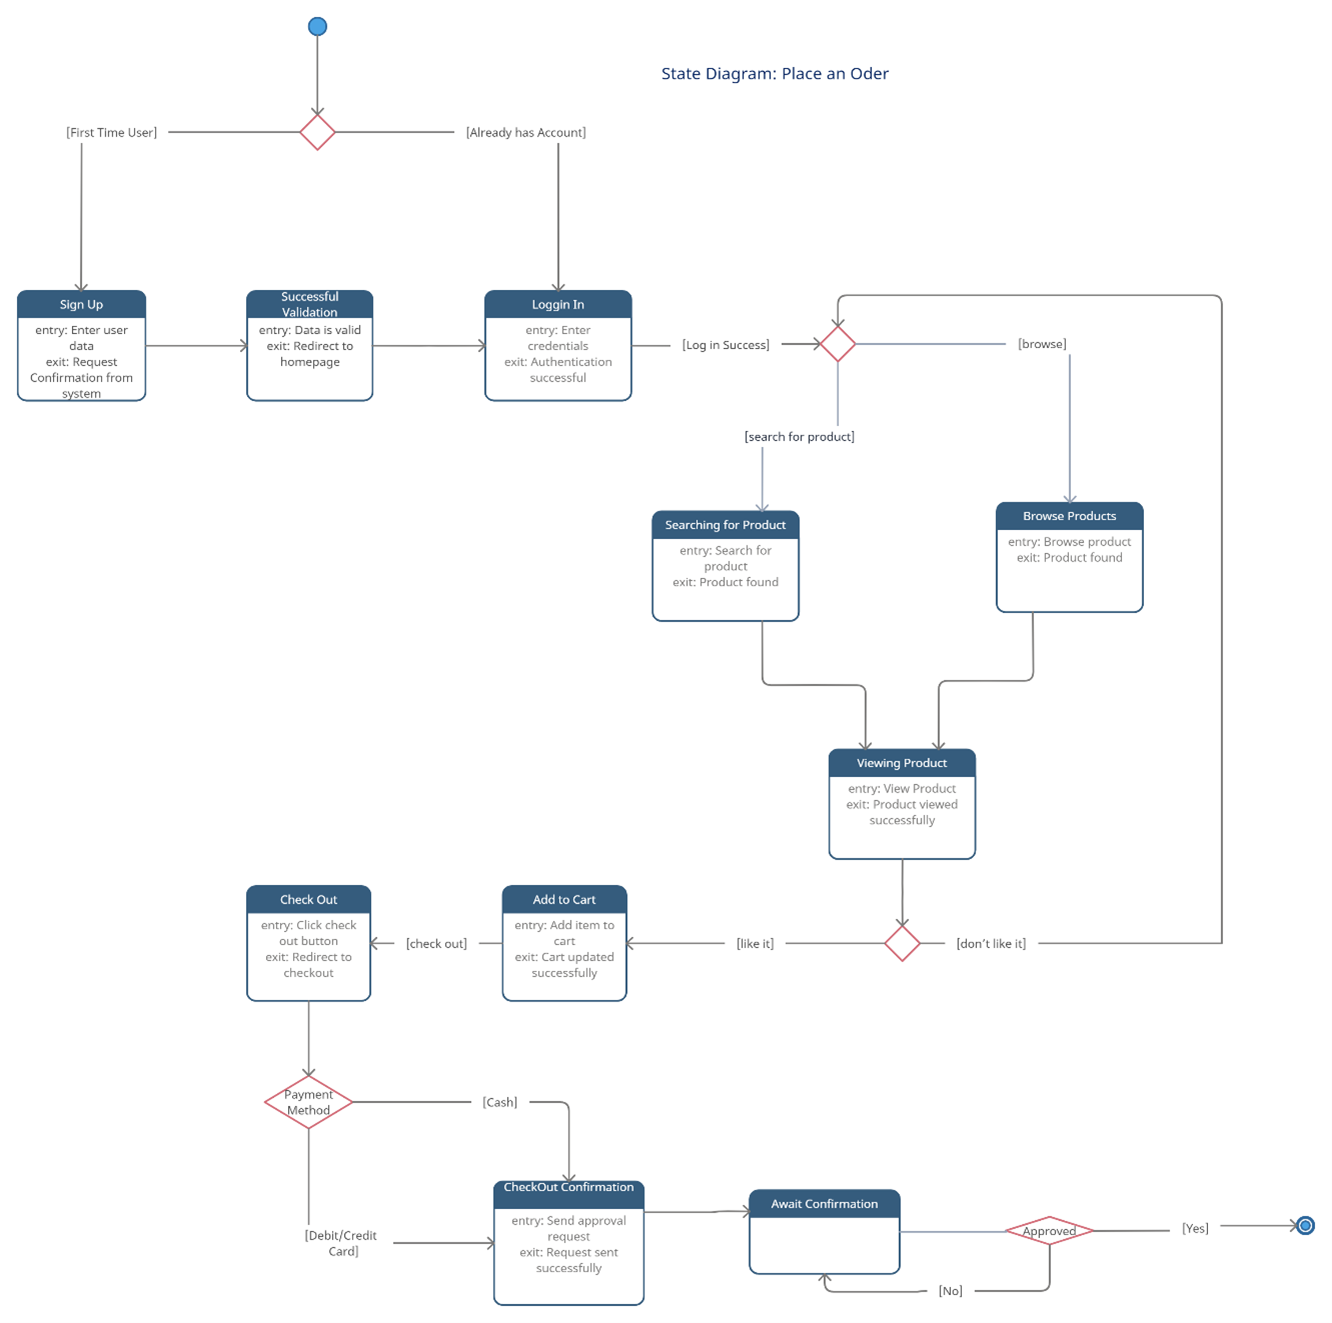 State Diagram: Place an Oder
[First Time User]
[Already has Account]
Sign Up
entry: Enter user
data
exit: Request
Confirmation from
system
Successful
Validation
entry: Data is valid
exit: Redirect to
homepage
Loggin In
entry: Enter
credentials
exit: Authentication
successful
[Log in Success]
[browse]
[search for product]
Searching for Product
entry: Search for
product
exit: Product found
Browse Products
entry: Browse product
exit: Product found
Viewing Product
entry: View Product
exit: Product viewed
successfully
Check Out
entry: Click check
out button
exit: Redirect to
checkout
[check out]
Add to Cart
entry: Add item to
cart
exit: Cart updated
successfully
[like it]
[don't like it]
Payment
Method
[Cash]
[Debit/Credit
Card]
CheckOut Confirmation
entry: Send approval
request
exit: Request sent
successfully
Await Confirmation
Approved
[Yes]
[No]